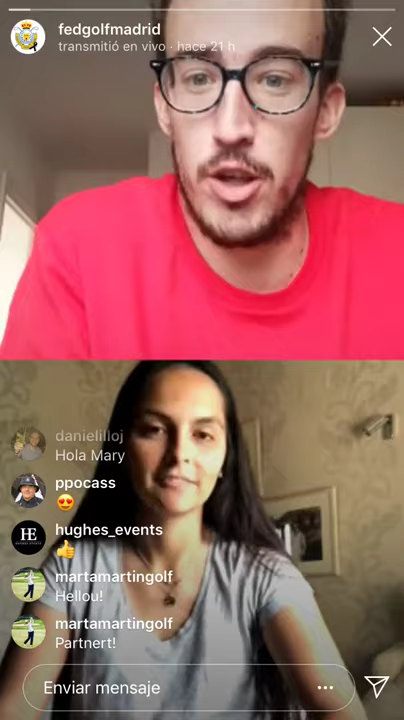 fedgolfmadrid
transmitió en vivo · hace 21 h
danielilloj
Hola Mary
ppocass
hughes_events
HE
martamartingolf
Hellou!
martamartingolf
Partnert!
Enviar mensaje